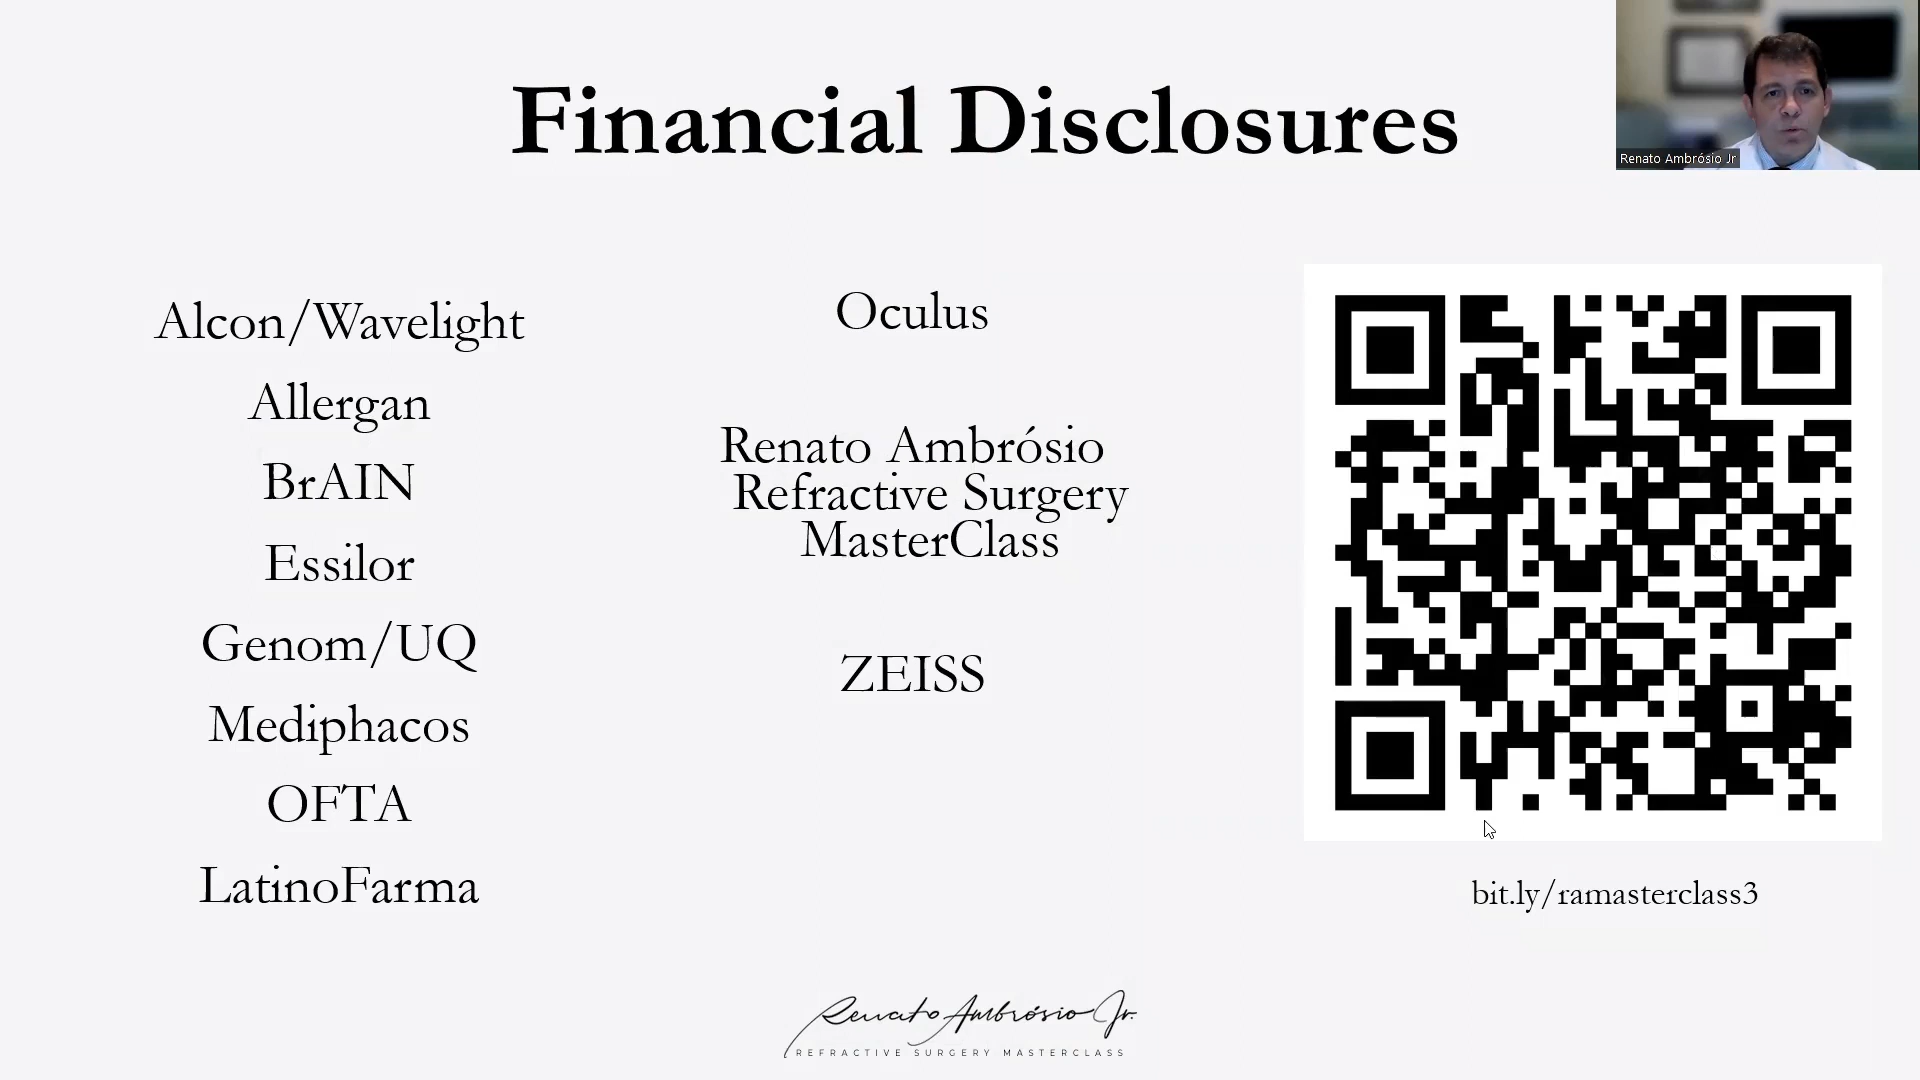 Financial Disclosures
Renato Ambrósio Jr
Alcon/Wavelight
Allergan
BrAIN
Essilor
Genom/UQ
Mediphacos
OFTA
LatinoFarma
Oculus
Renato Ambrósio
Refractive Surgery
MasterClass
ZEISS
bit.ly/ramasterclass3
Renato Ambrósio Jr.
REFRACTIVE SURGERY MASTERCLASS